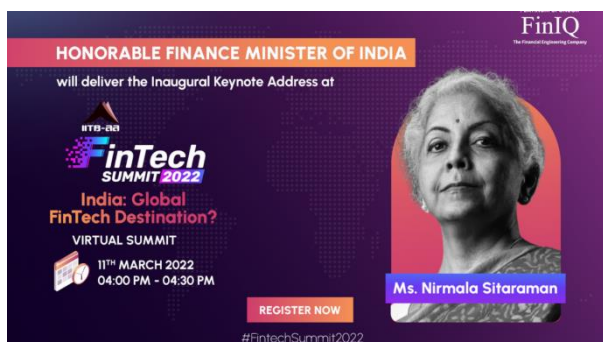 FinIQ
The Financial Engineering Company
HONORABLE FINANCE MINISTER OF INDIA
will deliver the Inaugural Keynote Address at
IITB-aa
FinTech
SUMMIT 2022
India: Global
FinTech Destination?
VIRTUAL SUMMIT
11TH MARCH 2022
04:00 PM - 04:30 PM
Ms. Nirmala Sitaraman
REGISTER NOW
#FintechSummit2022